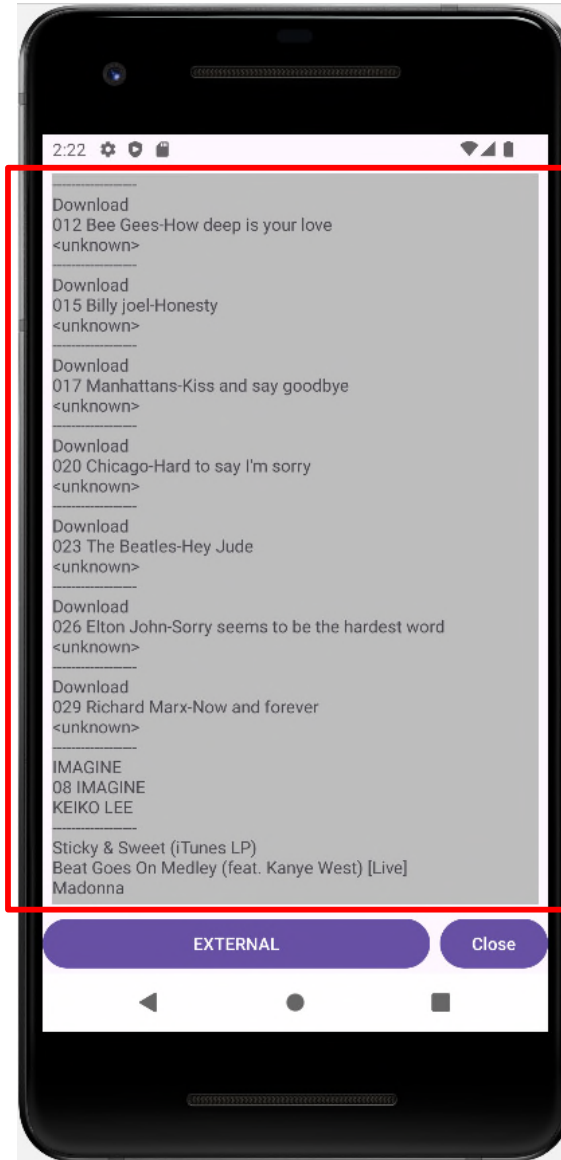 2:22
--------------------
Download
012 Bee Gees-How deep is your love
<unknown>
--------------------
Download
015 Billy joel-Honesty
<unknown>
--------------------
Download
017 Manhattans-Kiss and say goodbye
<unknown>
--------------------
Download
020 Chicago-Hard to say I'm sorry
<unknown>
--------------------
Download
023 The Beatles-Hey Jude
<unknown>
--------------------
Download
026 Elton John-Sorry seems to be the hardest word
<unknown>
--------------------
Download
029 Richard Marx-Now and forever
<unknown>
--------------------
IMAGINE
08 IMAGINE
KEIKO LEE
--------------------
Sticky & Sweet (iTunes LP)
Beat Goes On Medley (feat. Kanye West) [Live]
Madonna
EXTERNAL
Close